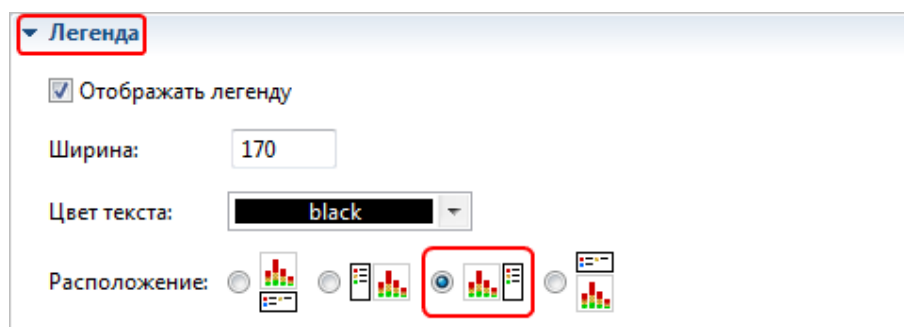 Легенда
Отображать легенду
Ширина: 170
Цвет текста: black
Расположение: